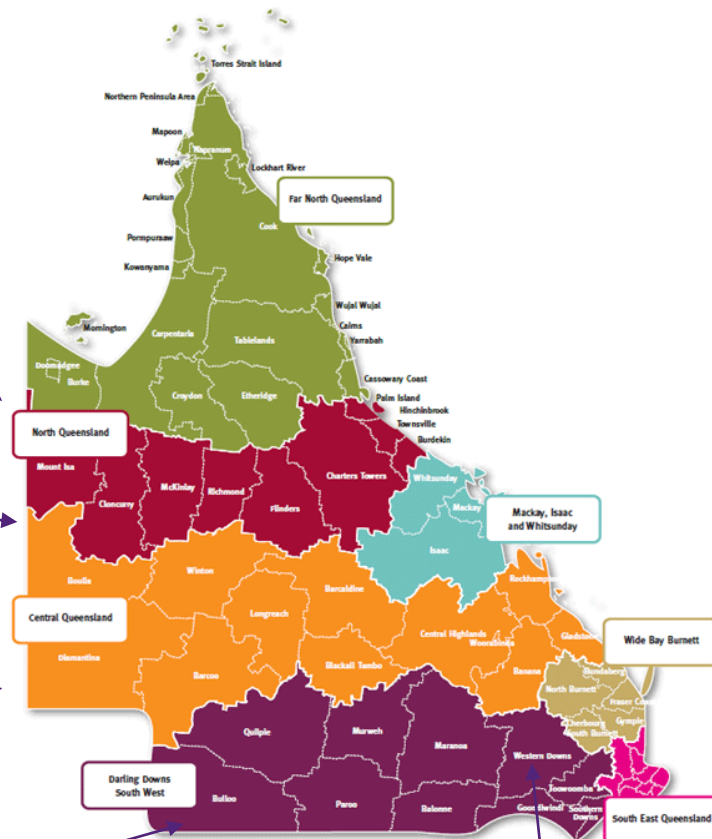 Torres Strait Island
Northern Peninsula Area
Mapoon
Napranum
Weipa
Lockhart River
Aurukun
Far North Queensland
Cook
Pormpuraaw
Hope Vale
Kowanyama
Wujal Wujal
Mornington
Carpentaria
Cairns
Tablelands
Yarrabah
Doomadgee
Burke
Cassowary Coast
Croydon
Etheridge
Palm Island
Hinchinbrook
North Queensland
Townsville
Burdekin
Mount Isa
Charters Towers
Whitsunday
McKinlay
Richmond
Cloncurry
Flinders
Mackay
Mackay, Isaac
and Whitsunday
Isaac
Boulia
Winton
Barcaldine
Rockhampton
Longreach
Central Queensland
Central Highlands
Woorabinda
Gladstone
Wide Bay Burnett
Diamantina
Blackall Tambo
Banana
Barcoo
Bundaberg
North Burnett
Fraser Coast
Cherbourg
Gympie
South Burnett
Quilpie
Murweh
Maranoa
Western Downs
Darling Downs
South West
Toowoomba
Bulloo
Paroo
Balonne
Goondiwindi
Southern
Downs
South East Queensland